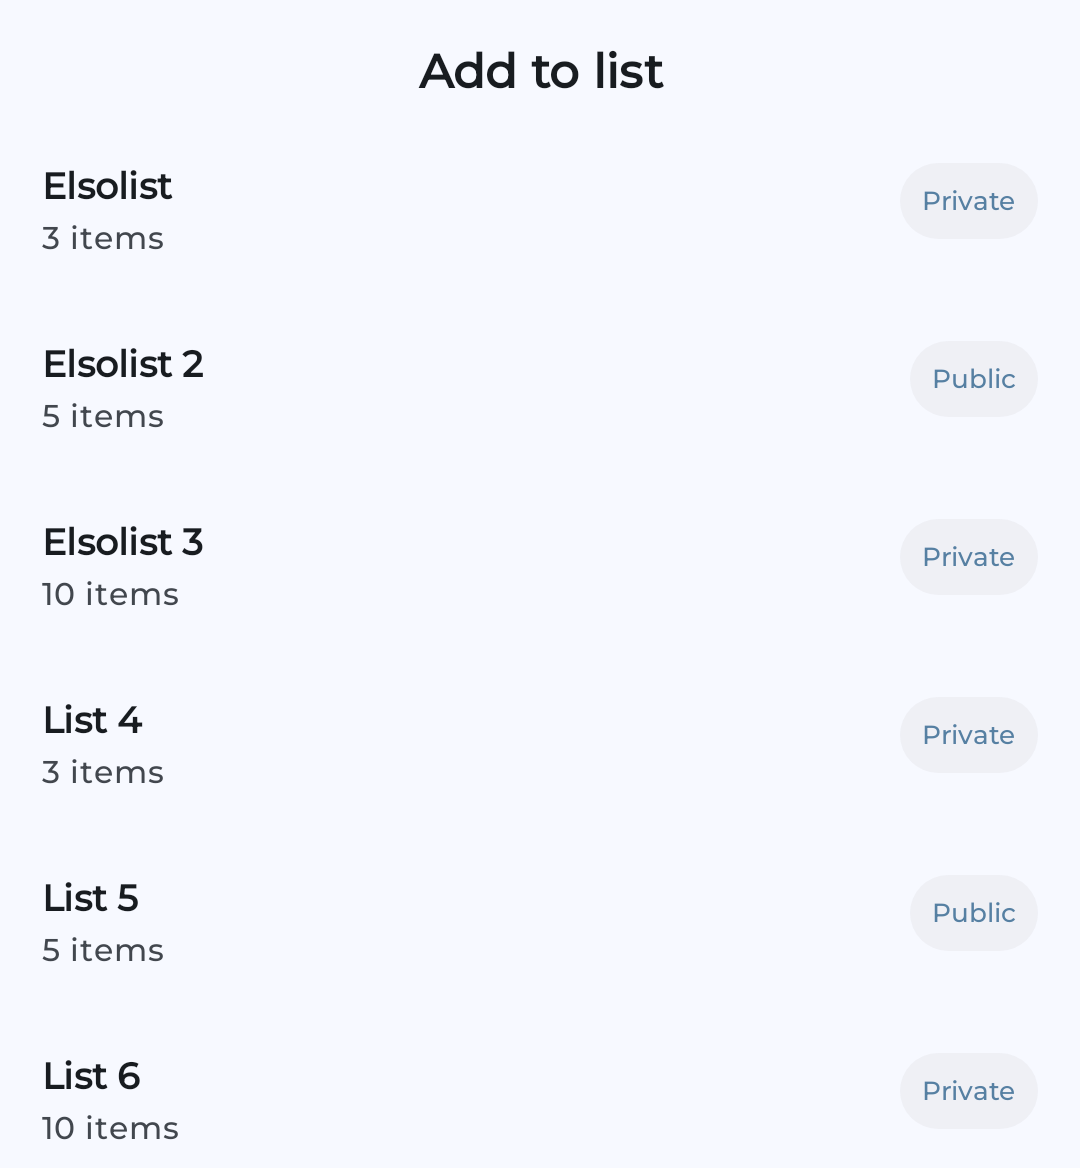 Add to list
Elsolist
Private
3 items
Elsolist 2
Public
5 items
Elsolist 3
Private
10 items
List 4
Private
3 items
List 5
Public
5 items
List 6
Private
10 items